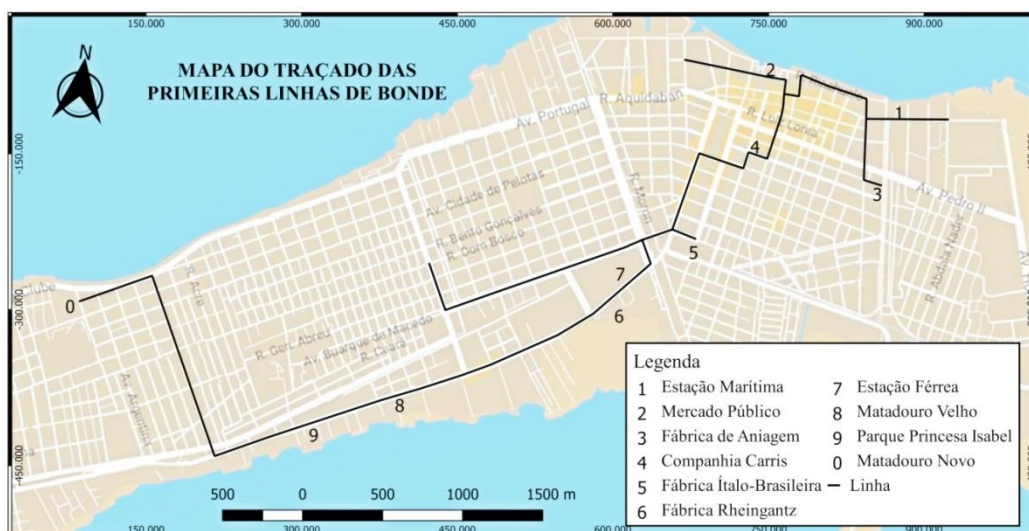 150.000 300.000 450.000 600.000 750.000 900.000
N
MAPA DO TRAÇADO DAS
PRIMEIRAS LINHAS DE BONDE
2
R. Aquidaban
Av. Portugal
1
R. Luiz Loréa
-150.000
4
Av. Cidade de Pelotas
3
Av. Pedro II
R. Bento Gonçalves
R. Dom Bosco
5
R. Abdala Nader
7
Clube
0
R. Acre
-300.000
6
R. Gen. Abreu
Av. Buarque de Macedo
R. Ceará
Av. Argentina
8
9
-450.000
500 0 500 1000 1500 m
Legenda
1 Estação Marítima
2 Mercado Público
3 Fábrica de Aniagem
4 Companhia Carris
5 Fábrica Ítalo-Brasileira
6 Fábrica Rheingantz
7 Estação Férrea
8 Matadouro Velho
9 Parque Princesa Isabel
0 Matadouro Novo
Linha
150.000 300.000 450.000 600.000 750.000 900.000